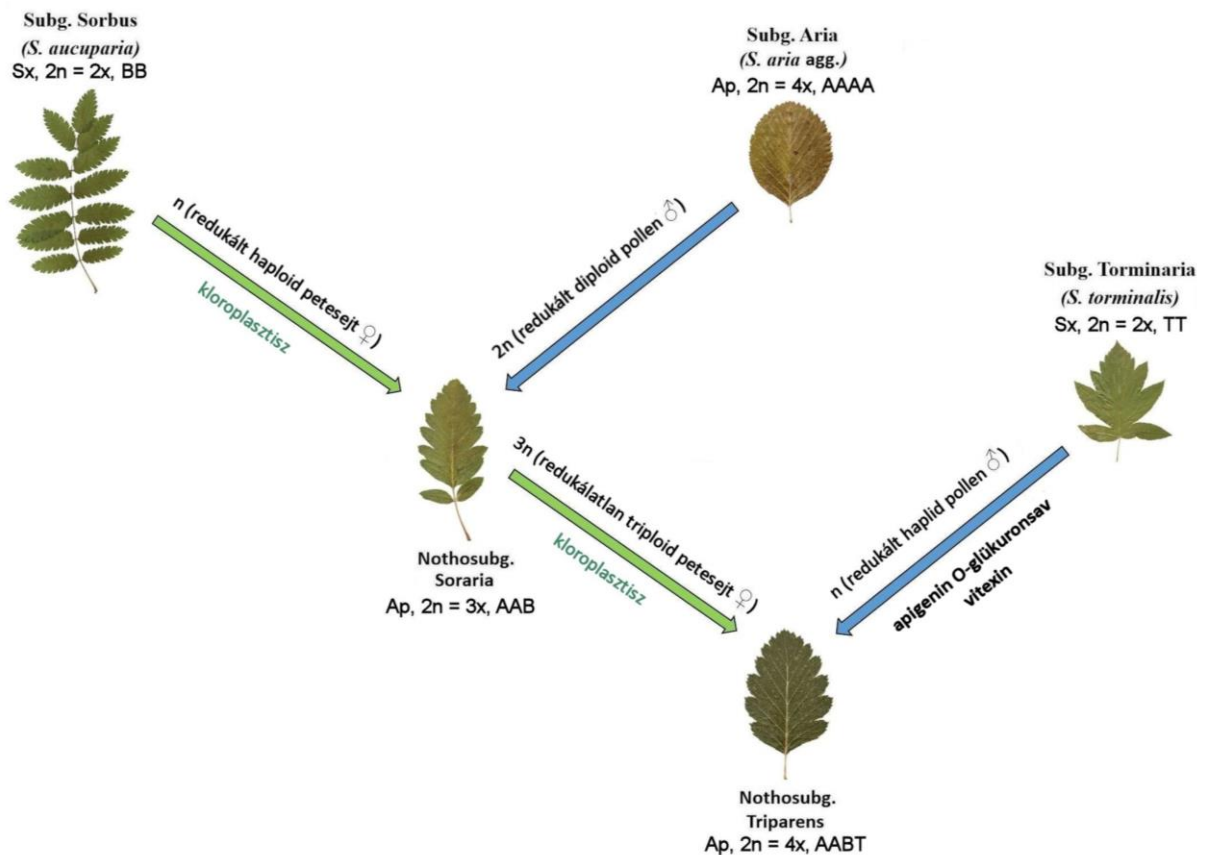 Subg. Sorbus
(S. aucuparia)
Sx, 2n = 2x, BB
Subg. Aria
(S. aria agg.)
Ap, 2n = 4x, AAAA
n (redukált haploid petesejt ♀)
kloroplasztisz
2n (redukált diploid pollen ♂)
Subg. Torminaria
(S. torminalis)
Sx, 2n = 2x, TT
Nothosubg.
Soraria
Ap, 2n = 3x, AAB
3n (redukálatlan triploid petesejt ♀)
kloroplasztisz
n (redukált haplid pollen ♂)
apigenin O-glükuronsav
vitexin
Nothosubg.
Triparens
Ap, 2n = 4x, AABT